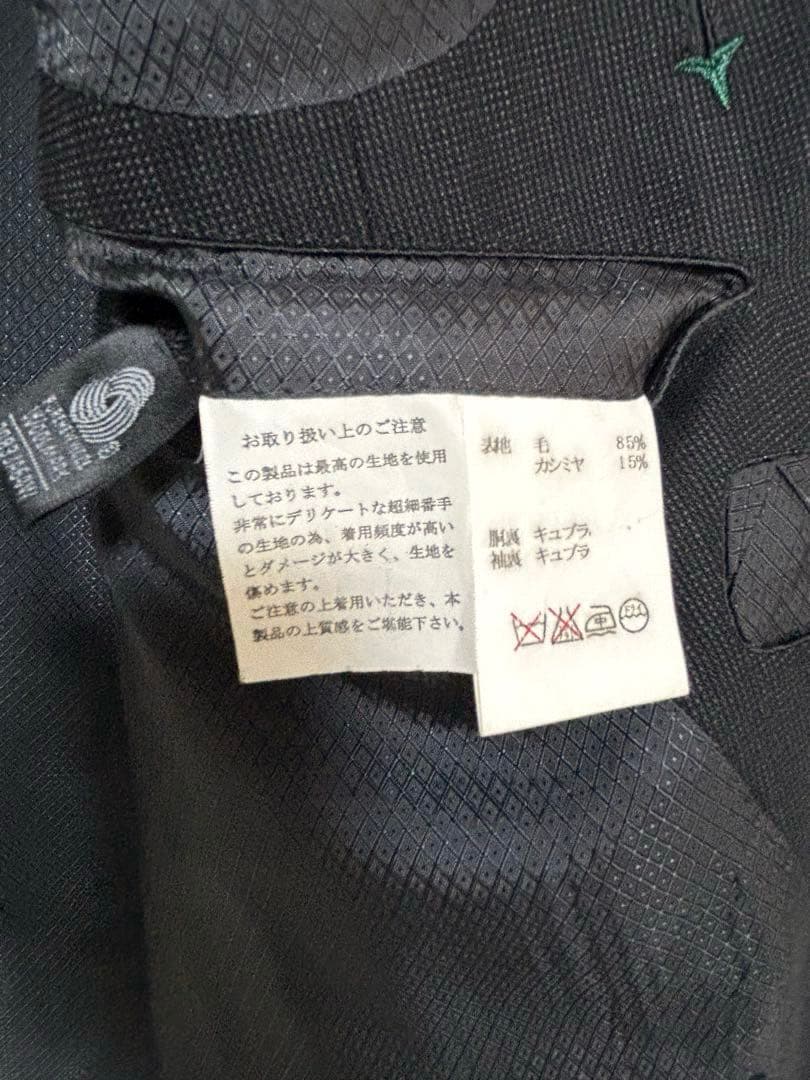 お取り扱い上のご注意
この製品は最高の生地を使用
しております。
非常にデリケートな超細番手
の生地の為、着用頻度が高い
とダメージが大きく、生地を
傷めます。
ご注意の上着用いただき、本
製品の上質感をご堪能下さい。
表地 毛 85%
カシミヤ 15%
胴裏 キュプラ
袖裏 キュプラ
中